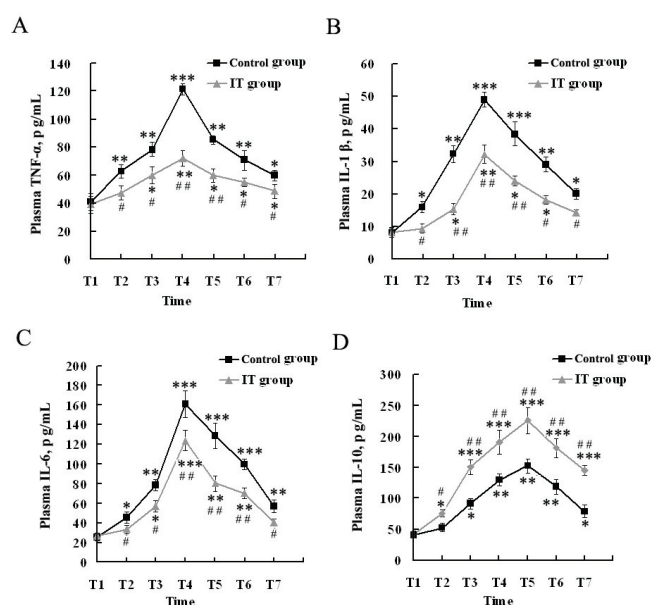 A
Plasma TNF-α, p g/mL
140
120
100
80
60
40
20
0
Control group
IT group
** ** *** ** ** *
* ** * * *
# # ## ## # #
T1 T2 T3 T4 T5 T6 T7
Time
B
Plasma IL-1 β, p g/mL
60
50
40
30
20
10
0
Control group
IT group
* ** *** ** ** *
* ** * *
# ## ## ## # #
T1 T2 T3 T4 T5 T6 T7
Time
C
Plasma IL-6, p g/mL
200
180
160
140
120
100
80
60
40
20
0
Control group
IT group
* ** *** *** *** **
* *** ** **
# # ## ## ## #
T1 T2 T3 T4 T5 T6 T7
Time
D
Plasma IL-10, p g/mL
300
250
200
150
100
50
0
Control group
IT group
# ## ## ## ## ##
* *** *** *** *** ***
* ** ** ** *
T1 T2 T3 T4 T5 T6 T7
Time